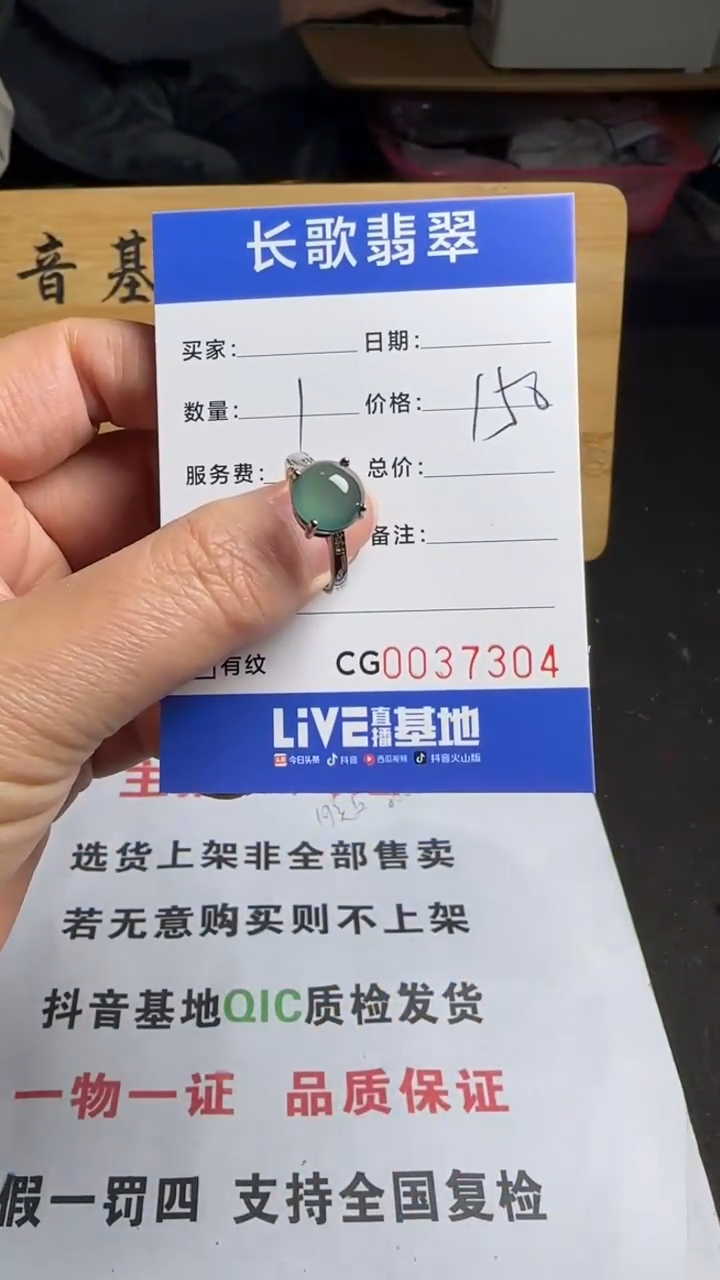 长歌翡翠
音基
买家: 日期:
数量: 1 价格: 158
服务费: 总价:
备注:
有纹 CG0037304
LiVE直播基地
今日头条 抖音 西瓜视频 抖音火山版
选货上架非全部售卖
若无意购买则不上架
抖音基地QIC质检发货
一物一证 品质保证
假一罚四 支持全国复检